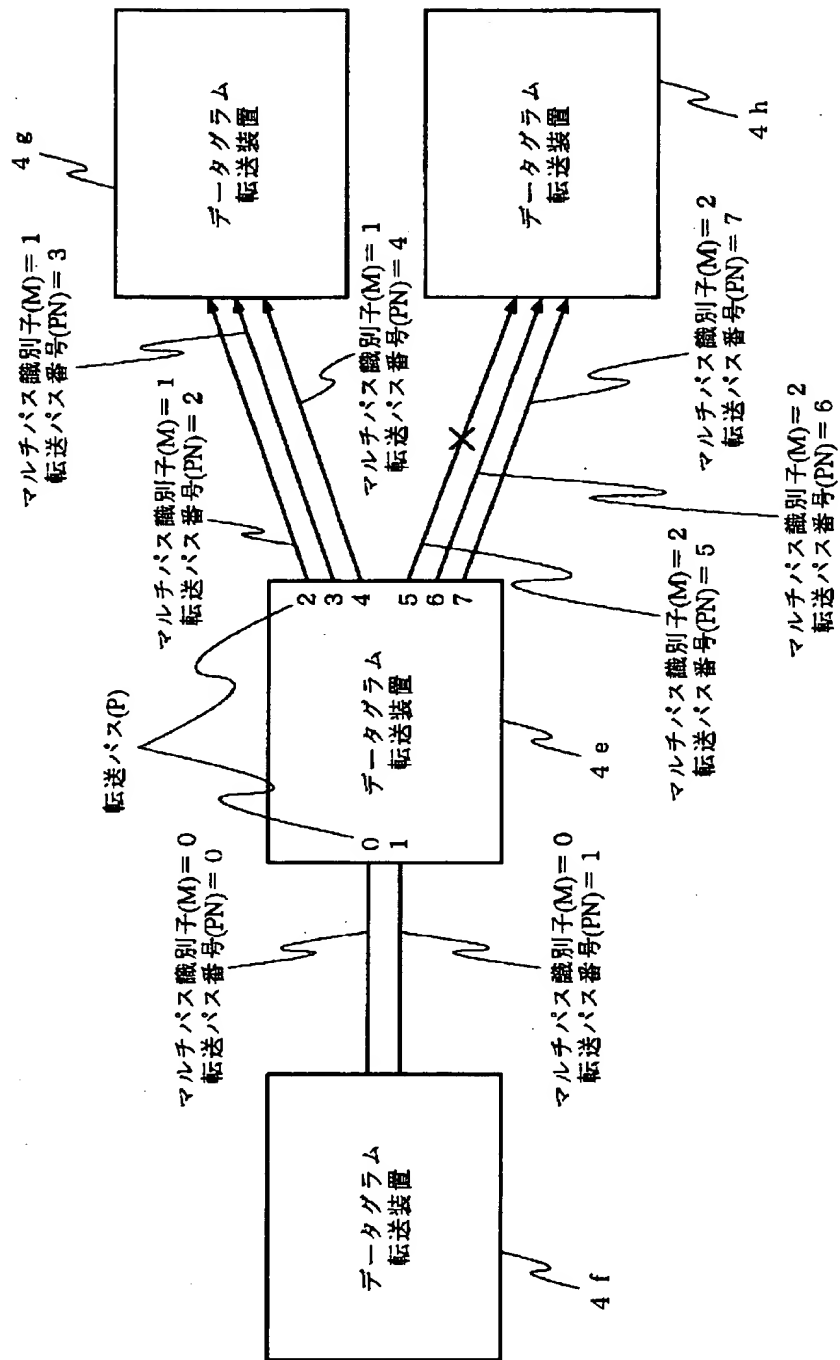 データグラム
転送装置
4f
マルチパス識別子(M)=0
転送パス番号(PN)=0
マルチパス識別子(M)=0
転送パス番号(PN)=1
転送パス(P)
0
1
データグラム
転送装置
2
3
4
5
6
7
4e
マルチパス識別子(M)=1
転送パス番号(PN)=2
マルチパス識別子(M)=1
転送パス番号(PN)=3
マルチパス識別子(M)=1
転送パス番号(PN)=4
マルチパス識別子(M)=2
転送パス番号(PN)=5
マルチパス識別子(M)=2
転送パス番号(PN)=6
マルチパス識別子(M)=2
転送パス番号(PN)=7
4g
データグラム
転送装置
データグラム
転送装置
4h